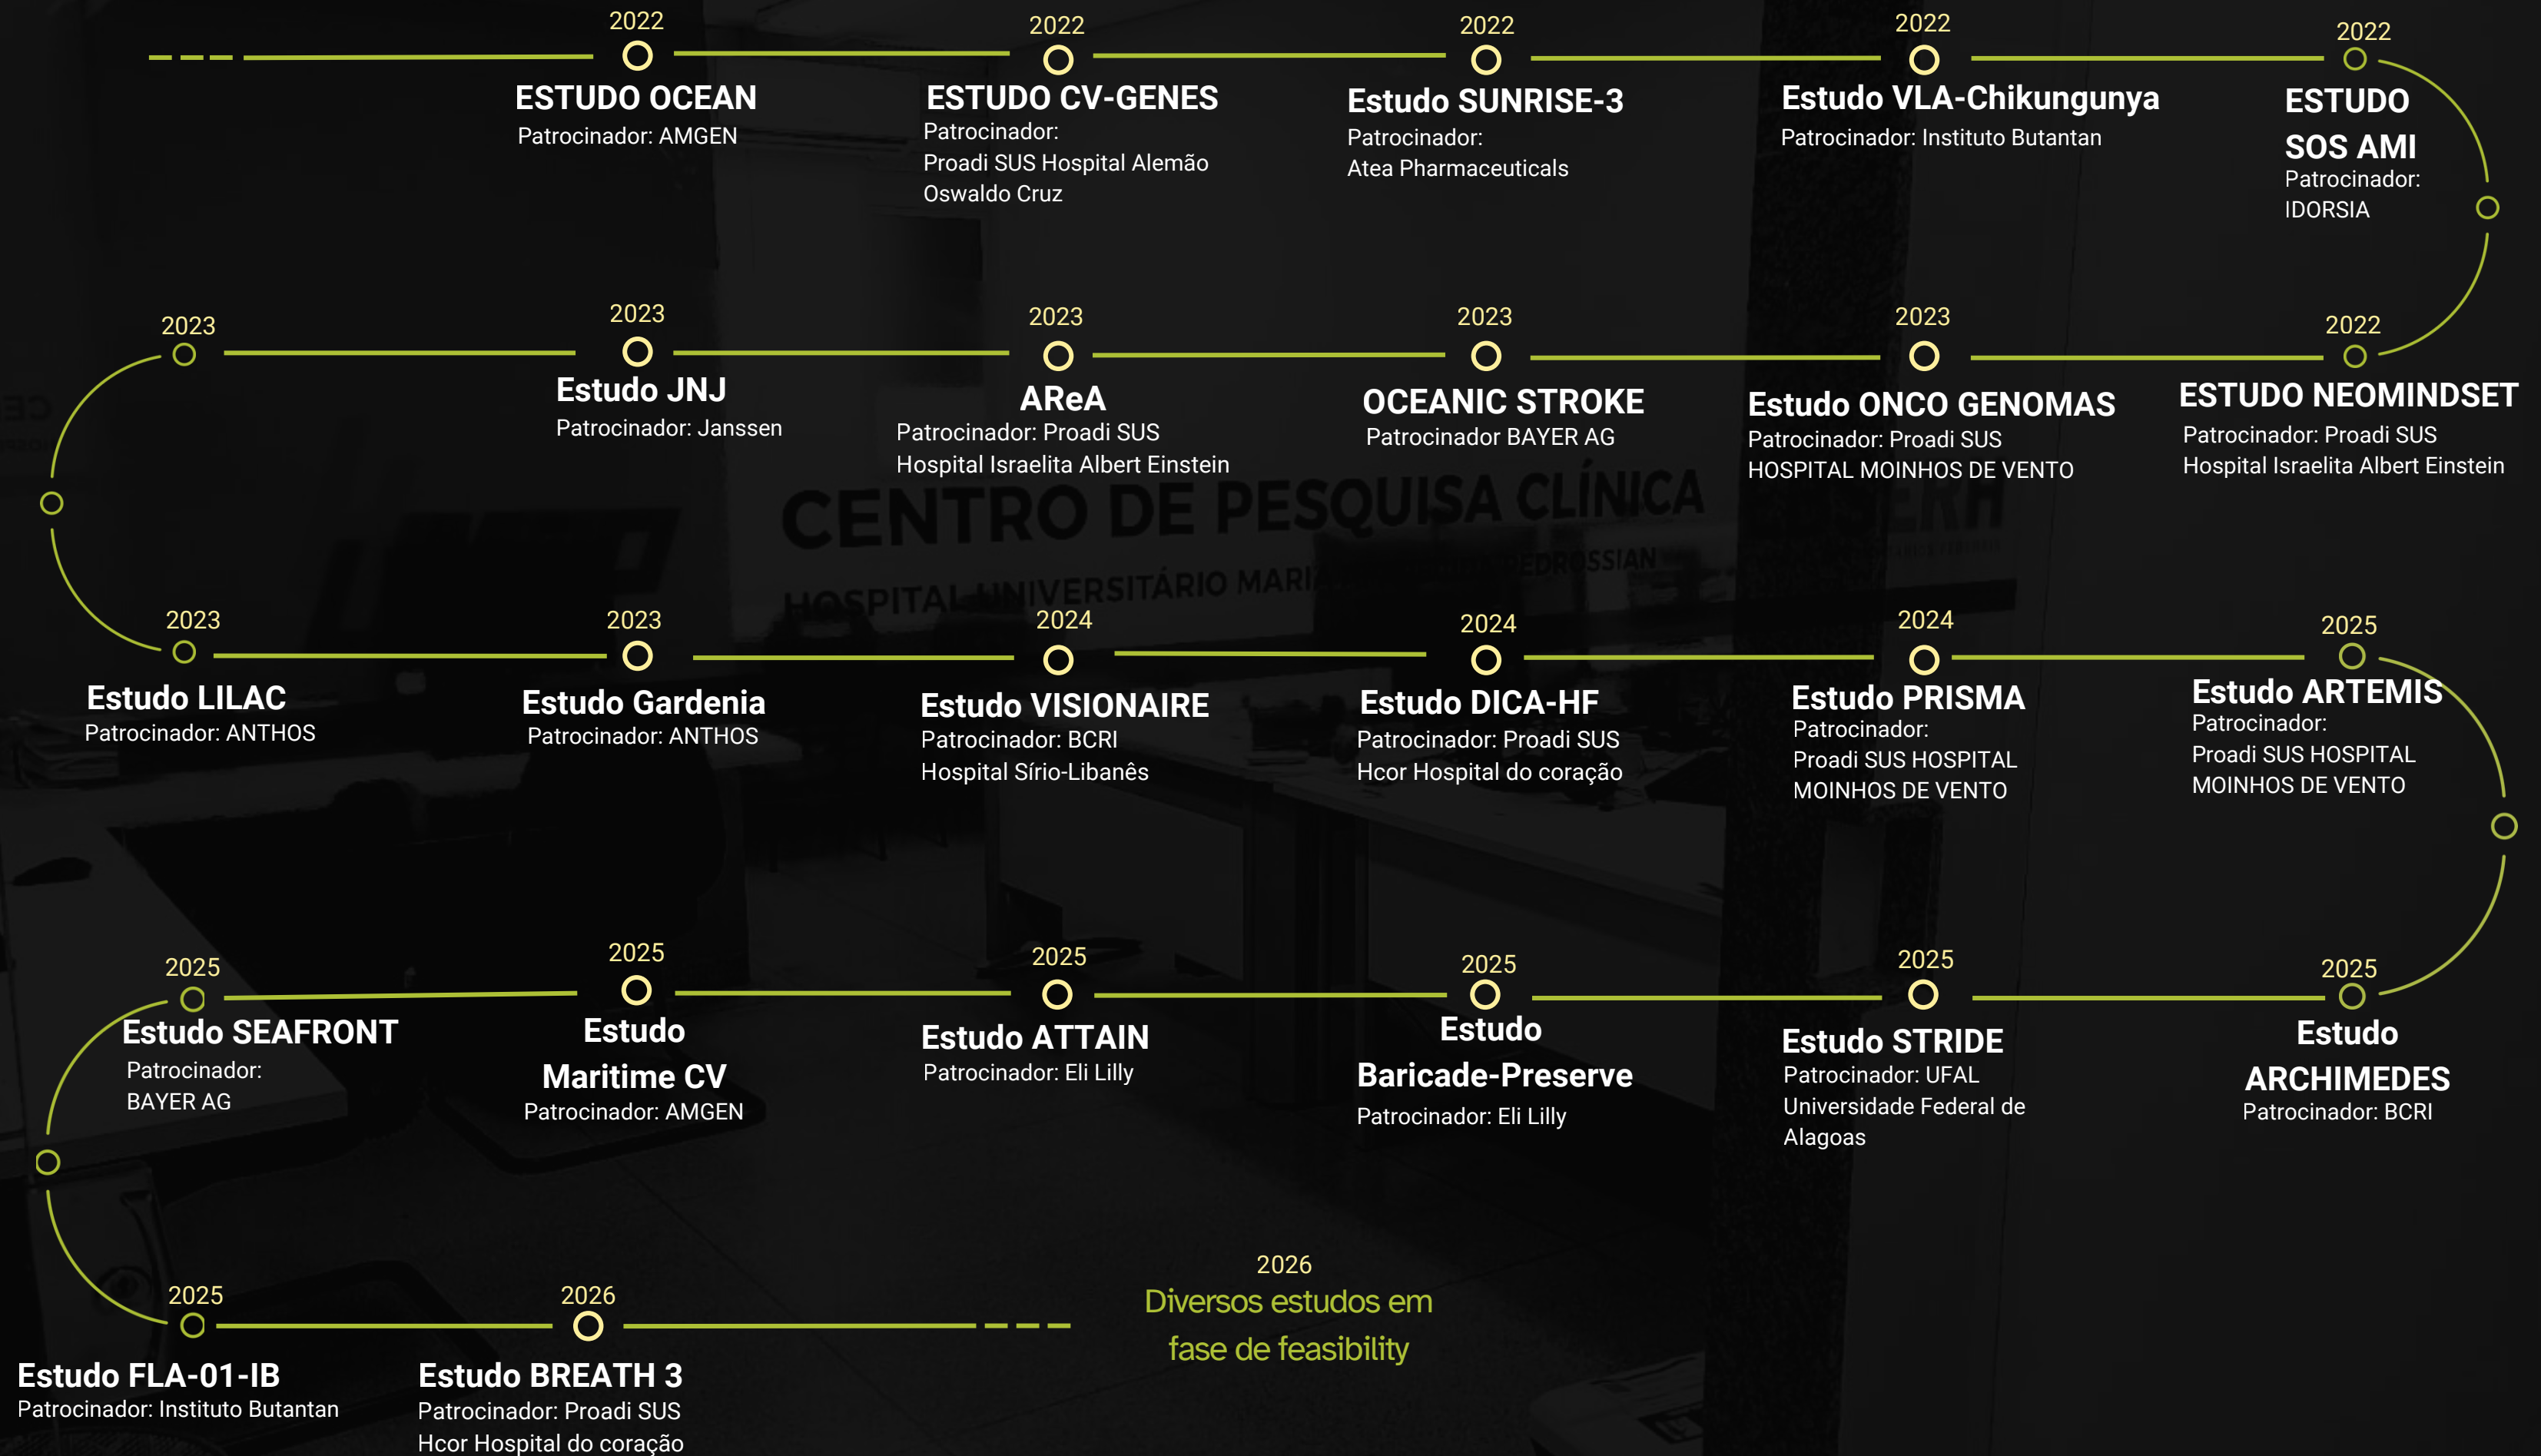 2022
ESTUDO OCEAN
Patrocinador: AMGEN
2022
ESTUDO CV-GENES
Patrocinador:
Proadi SUS Hospital Alemão
Oswaldo Cruz
2022
Estudo SUNRISE-3
Patrocinador:
Atea Pharmaceuticals
2022
Estudo VLA-Chikungunya
Patrocinador: Instituto Butantan
2022
ESTUDO
SOS AMI
Patrocinador:
IDORSIA
2022
ESTUDO NEOMINDSET
Patrocinador: Proadi SUS
Hospital Israelita Albert Einstein
2023
Estudo ONCO GENOMAS
Patrocinador: Proadi SUS
HOSPITAL MOINHOS DE VENTO
2023
OCEANIC STROKE
Patrocinador BAYER AG
2023
AReA
Patrocinador: Proadi SUS
Hospital Israelita Albert Einstein
2023
Estudo JNJ
Patrocinador: Janssen
2023
CENTRO DE PESQUISA CLÍNICA
HOSPITAL UNIVERSITÁRIO PEDROSSIAN
2023
Estudo LILAC
Patrocinador: ANTHOS
2023
Estudo Gardenia
Patrocinador: ANTHOS
2024
Estudo VISIONAIRE
Patrocinador: BCRI
Hospital Sírio-Libanês
2024
Estudo DICA-HF
Patrocinador: Proadi SUS
Hcor Hospital do coração
2024
Estudo PRISMA
Patrocinador:
Proadi SUS HOSPITAL
MOINHOS DE VENTO
2025
Estudo ARTEMIS
Patrocinador:
Proadi SUS HOSPITAL
MOINHOS DE VENTO
2025
Estudo
ARCHIMEDES
Patrocinador: BCRI
2025
Estudo STRIDE
Patrocinador: UFAL
Universidade Federal de
Alagoas
2025
Estudo
Baricade-Preserve
Patrocinador: Eli Lilly
2025
Estudo ATTAIN
Patrocinador: Eli Lilly
2025
Estudo
Maritime CV
Patrocinador: AMGEN
2025
Estudo SEAFRONT
Patrocinador:
BAYER AG
2025
Estudo FLA-01-IB
Patrocinador: Instituto Butantan
2026
Estudo BREATH 3
Patrocinador: Proadi SUS
Hcor Hospital do coração
2026
Diversos estudos em
fase de feasibility